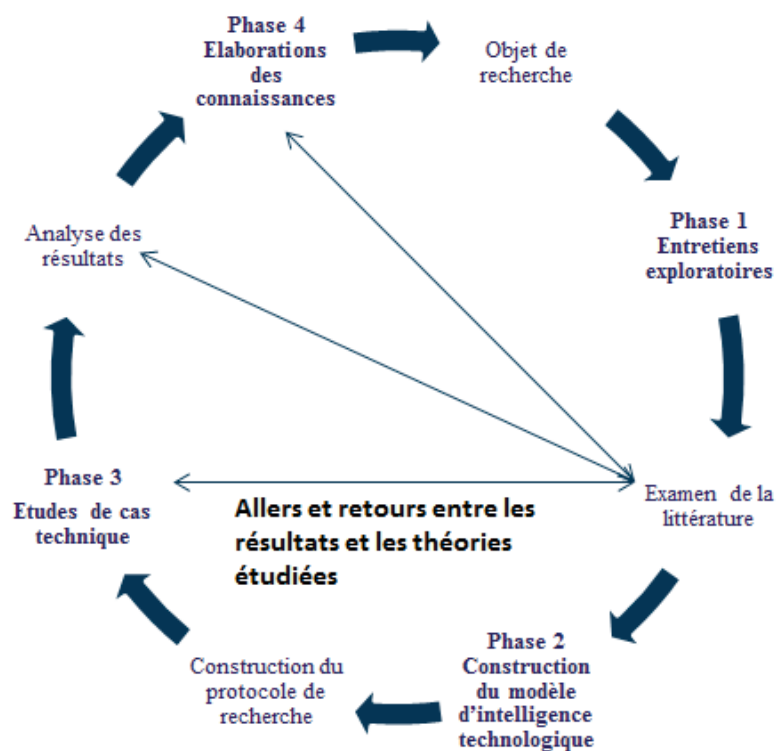 Phase 4
Elaborations
des
connaissances
Objet de
recherche
Phase 1
Entretiens
exploratoires
Examen de la
littérature
Phase 2
Construction
du modèle
d'intelligence
technologique
Construction du
protocole de
recherche
Phase 3
Etudes de cas
technique
Analyse des
résultats
Allers et retours entre les
résultats et les théories
étudiées